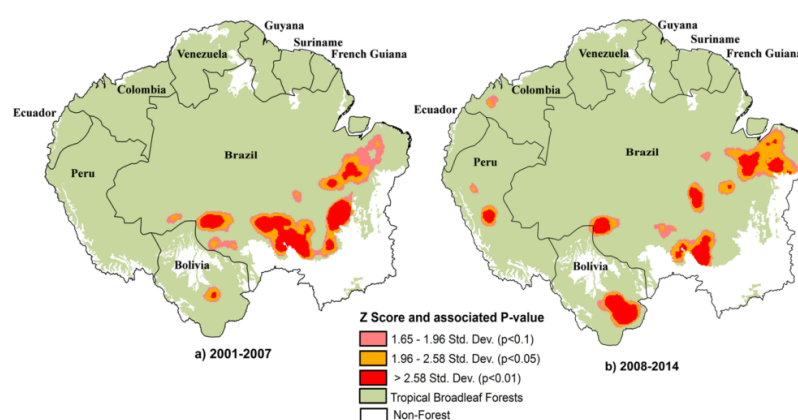 Guyana
Suriname
French Guiana
Venezuela
Colombia
Ecuador
Peru
Brazil
Bolivia
a) 2001-2007
Guyana
Suriname
French Guiana
Venezuela
Colombia
Ecuador
Peru
Brazil
Bolivia
b) 2008-2014
Z Score and associated P-value
1.65 - 1.96 Std. Dev. (p<0.1)
1.96 - 2.58 Std. Dev. (p<0.05)
> 2.58 Std. Dev. (p<0.01)
Tropical Broadleaf Forests
Non-Forest